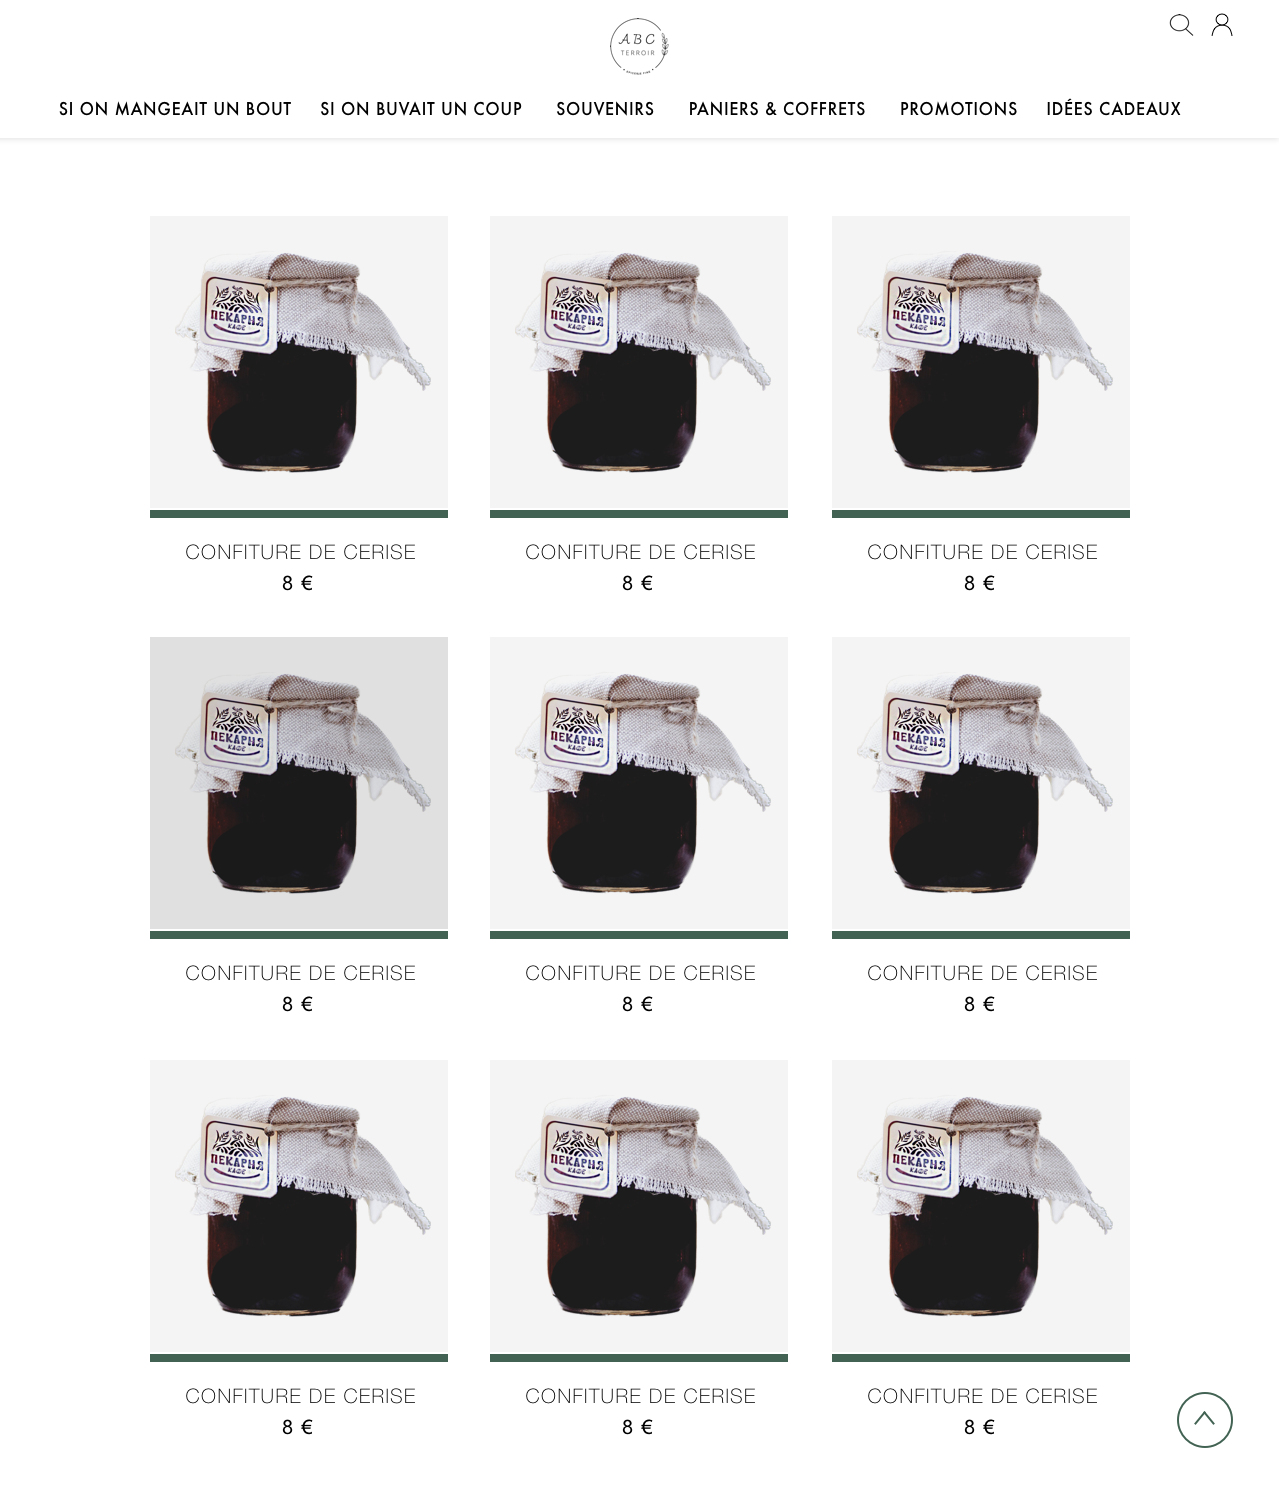 ABC
TERROIR
SI ON MANGEAIT UN BOUT SI ON BUVAIT UN COUP SOUVENIRS PANIERS & COFFRETS PROMOTIONS IDÉES CADEAUX
ПЕКАРНЯ
КАФЕ
ПЕКАРНЯ
КАФЕ
ПЕКАРНЯ
КАФЕ
CONFITURE DE CERISE
8 €
CONFITURE DE CERISE
8 €
CONFITURE DE CERISE
8 €
ПЕКАРНЯ
КАФЕ
ПЕКАРНЯ
КАФЕ
ПЕКАРНЯ
КАФЕ
CONFITURE DE CERISE
8 €
CONFITURE DE CERISE
8 €
CONFITURE DE CERISE
8 €
ПЕКАРНЯ
КАФЕ
ПЕКАРНЯ
КАФЕ
ПЕКАРНЯ
КАФЕ
CONFITURE DE CERISE
8 €
CONFITURE DE CERISE
8 €
CONFITURE DE CERISE
8 €